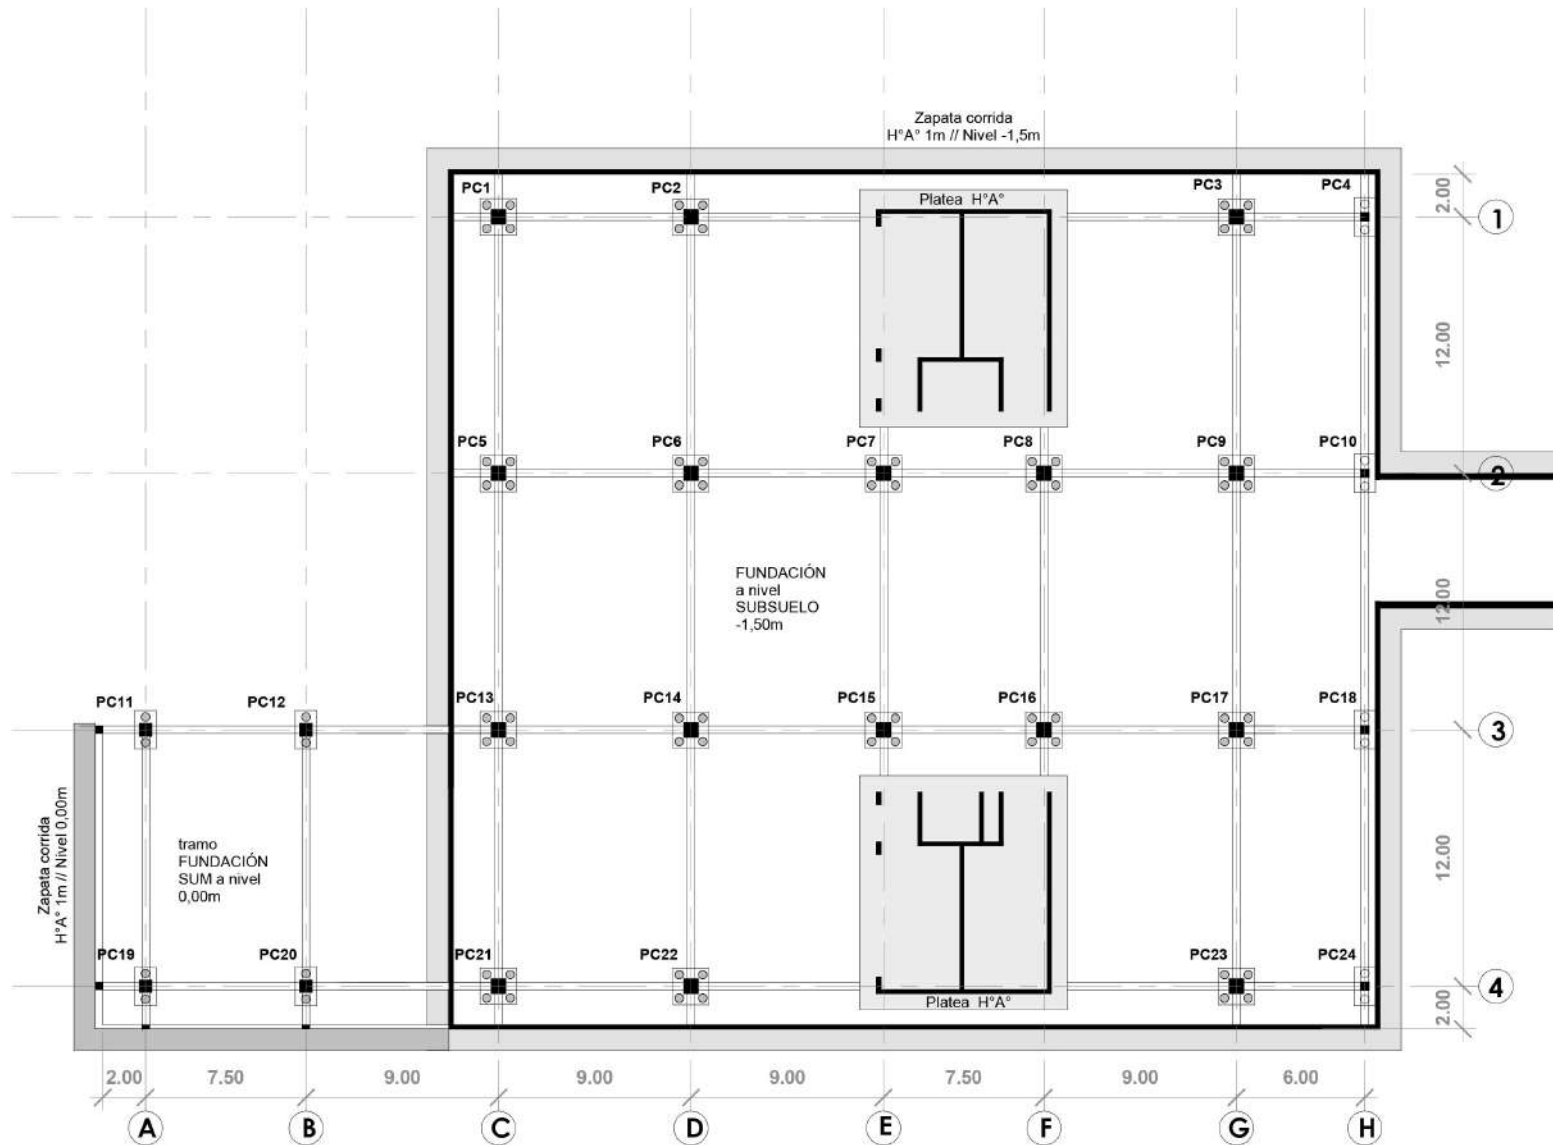 Zapata corrida
H°A° 1m // Nivel -1,5m
PC1
PC2
PC3
PC4
Platea H°A°
2.00
1
12.00
PC5
PC6
PC7
PC8
PC9
PC10
2
FUNDACIÓN
a nivel
SUBSUELO
-1,50m
12.00
PC11
PC12
PC13
PC14
PC15
PC16
PC17
PC18
3
Zapata corrida
H°A° 1m // Nivel 0,00m
tramo
FUNDACIÓN
SUM a nivel
0,00m
12.00
PC19
PC20
PC21
PC22
PC23
PC24
Platea H°A°
4
2.00
2.00
7.50
9.00
9.00
9.00
7.50
9.00
6.00
A
B
C
D
E
F
G
H